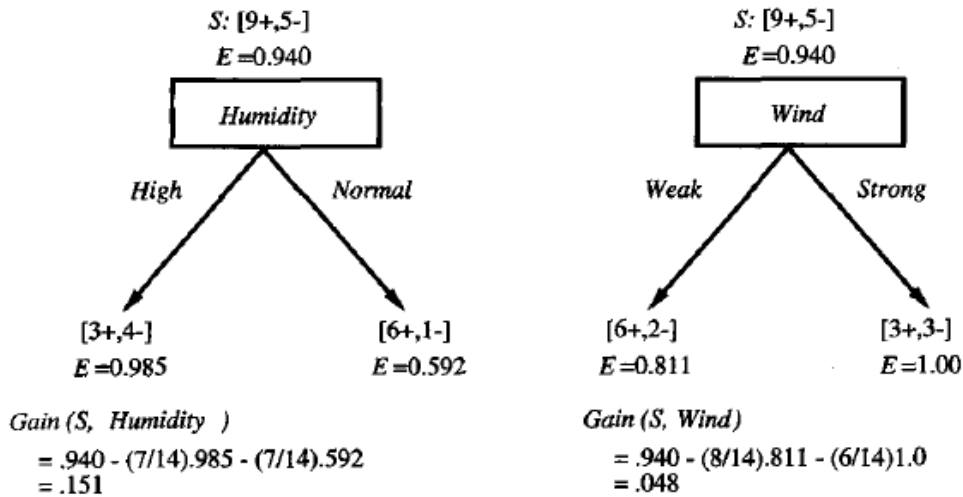 S: [9+,5-]
E =0.940
Humidity
High
Normal
[3+,4-]
E =0.985
[6+,1-]
E =0.592
Gain (S, Humidity )
= .940 - (7/14).985 - (7/14).592
= .151
S: [9+,5-]
E =0.940
Wind
Weak
Strong
[6+,2-]
E =0.811
[3+,3-]
E =1.00
Gain (S, Wind)
= .940 - (8/14).811 - (6/14)1.0
= .048